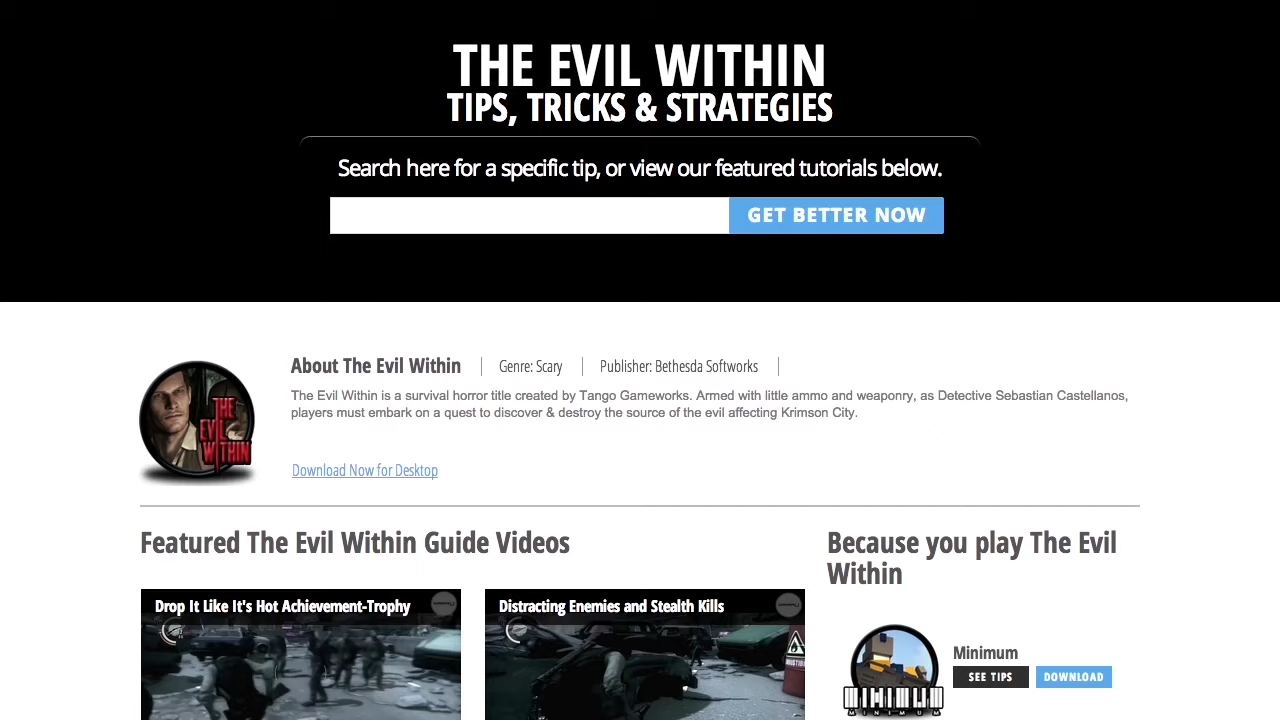 THE EVIL WITHIN
TIPS, TRICKS & STRATEGIES
Search here for a specific tip, or view our featured tutorials below.
GET BETTER NOW
About The Evil Within
Genre: Scary
Publisher: Bethesda Softworks
The Evil Within is a survival horror title created by Tango Gameworks. Armed with little ammo and weaponry, as Detective Sebastian Castellanos,
players must embark on a quest to discover & destroy the source of the evil affecting Krimson City.
THE
EVIL
WITHIN
Download Now for Desktop
Featured The Evil Within Guide Videos
Because you play The Evil
Within
Drop It Like It's Hot Achievement-Trophy
Distracting Enemies and Stealth Kills
Minimum
SEE TIPS
DOWNLOAD
MINIMUM
MINIMUM